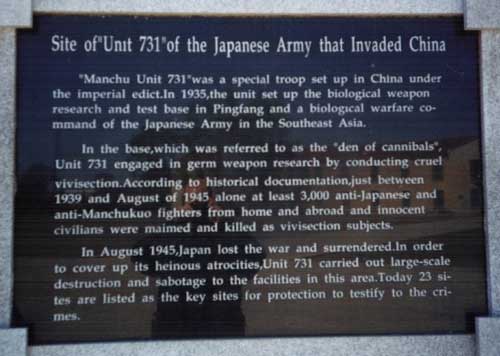 Site of"Unit 731"of the Japanese Army that Invaded China
"Manchu Unit 731"was a special troop set up in China under
the imperial edict.In 1935,the unit set up the biological weapon
research and test base in Pingfang and a biological warfare co-
mmand of the Japanese Army in the Southeast Asia.
In the base,which was referred to as the "den of cannibals",
Unit 731 engaged in germ weapon research by conducting cruel
vivisection.According to historical documentation,just between
1939 and August of 1945 alone at least 3,000 anti-Japanese and
anti-Manchukuo fighters from home and abroad and innocent
civilians were maimed and killed as vivisection subjects.
In August 1945,Japan lost the war and surrendered.In order
to cover up its heinous atrocities,Unit 731 carried out large-scale
destruction and sabotage to the facilities in this area.Today 23 si-
tes are listed as the key sites for protection to testify to the cri-
mes.